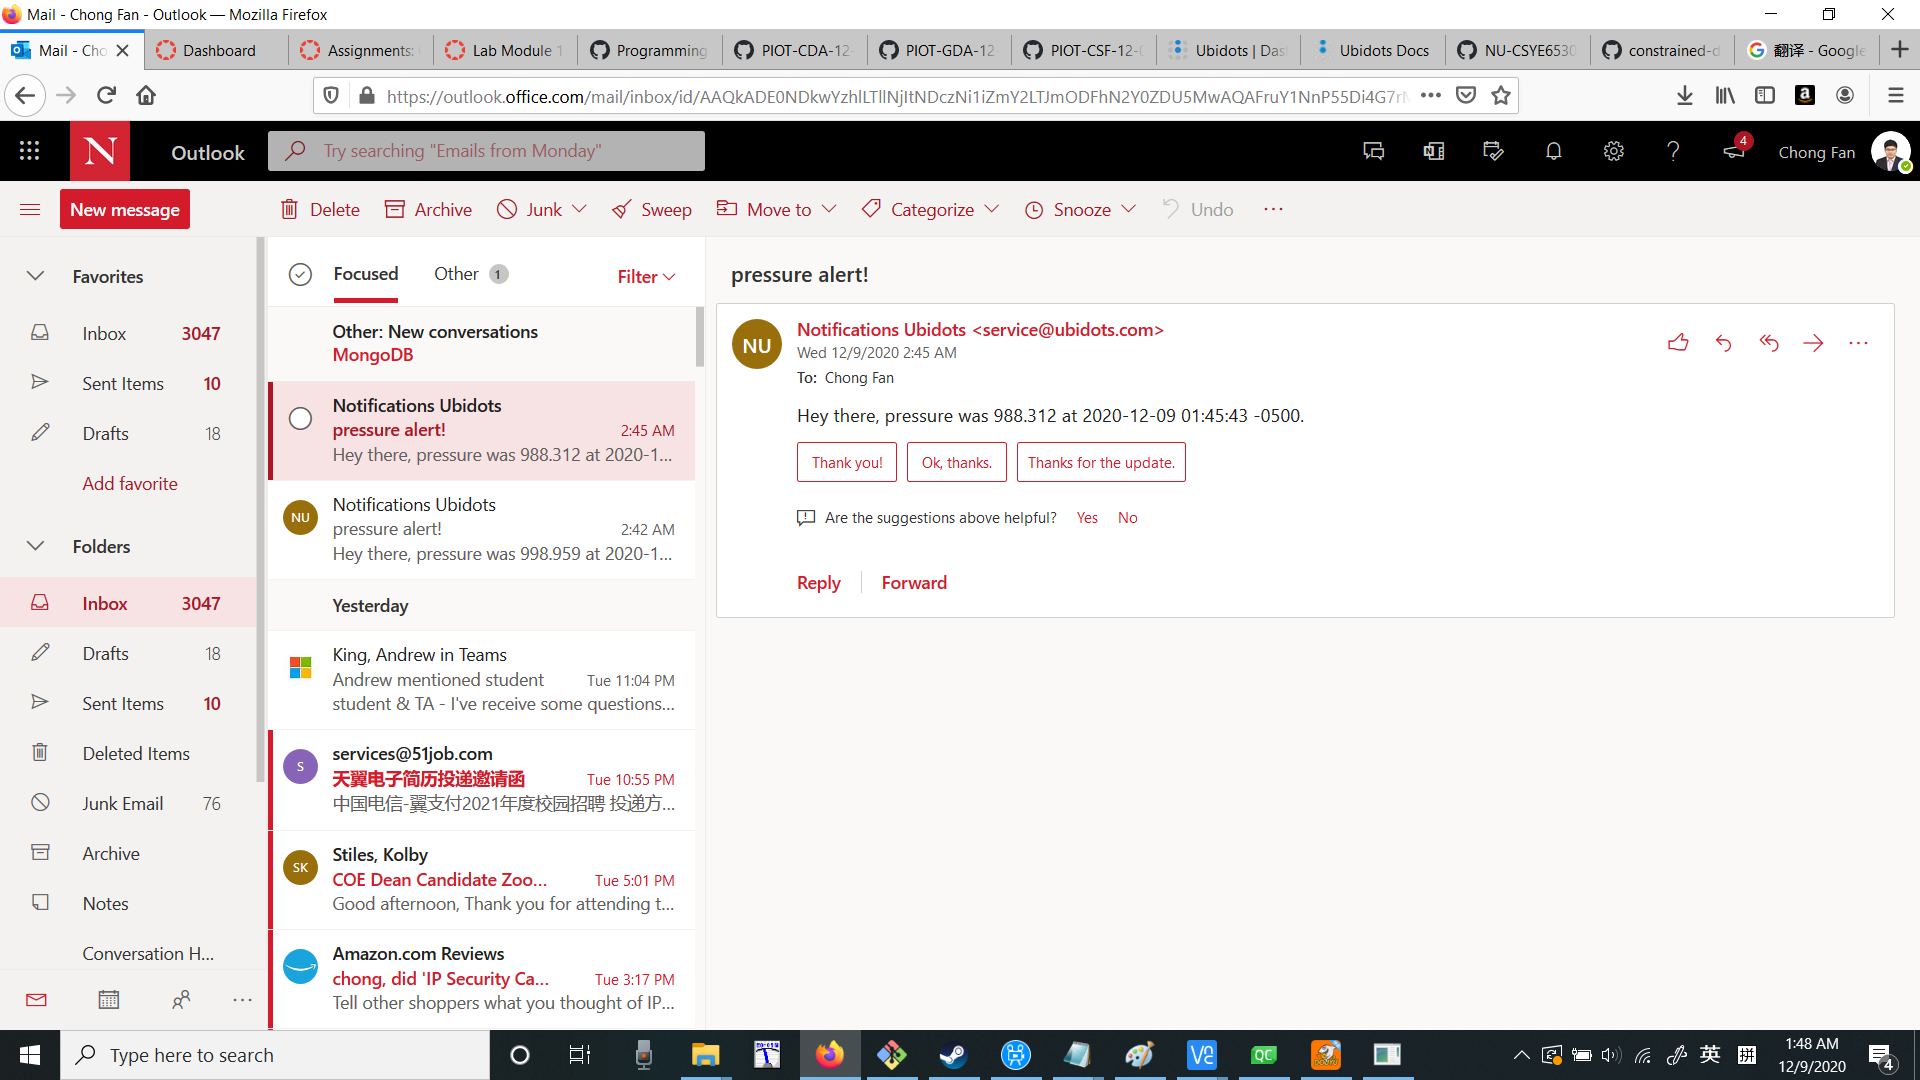 Mail - Chong Fan - Outlook — Mozilla Firefox
Mail - Cho
Dashboard
Assignments:
Lab Module 1
Programming
PIOT-CDA-12-
PIOT-GDA-12-
PIOT-CSF-12-0
Ubidots | Das
Ubidots Docs
NU-CSYE6530
constrained-d
翻译 - Google
https://outlook.office.com/mail/inbox/id/AAQkADE0NDkwYzhlLTllNjItNDczNi1iZmY2LTJmODFhN2Y0ZDU5MwAQAFruY1NnP55Di4G7rM
N
Outlook
Try searching "Emails from Monday"
4
Chong Fan
New message
Delete
Archive
Junk
Sweep
Move to
Categorize
Snooze
Undo
Favorites
Inbox 3047
Sent Items 10
Drafts 18
Add favorite
Folders
Inbox 3047
Drafts 18
Sent Items 10
Deleted Items
Junk Email 76
Archive
Notes
Conversation H...
Focused
Other 1
Filter
Other: New conversations
MongoDB
Notifications Ubidots
pressure alert! 2:45 AM
Hey there, pressure was 988.312 at 2020-1...
NU
Notifications Ubidots
pressure alert! 2:42 AM
Hey there, pressure was 998.959 at 2020-1...
Yesterday
King, Andrew in Teams
Andrew mentioned student Tue 11:04 PM
student & TA - I've receive some questions...
S
services@51job.com
天翼电子简历投递邀请函 Tue 10:55 PM
中国电信-翼支付2021年度校园招聘 投递方...
SK
Stiles, Kolby
COE Dean Candidate Zoo... Tue 5:01 PM
Good afternoon, Thank you for attending t...
Amazon.com Reviews
chong, did 'IP Security Ca... Tue 3:17 PM
Tell other shoppers what you thought of IP...
pressure alert!
NU
Notifications Ubidots <service@ubidots.com>
Wed 12/9/2020 2:45 AM
To: Chong Fan
Hey there, pressure was 988.312 at 2020-12-09 01:45:43 -0500.
Thank you!
Ok, thanks.
Thanks for the update.
Are the suggestions above helpful? Yes No
Reply
Forward
Type here to search
英
拼
1:48 AM
12/9/2020
4